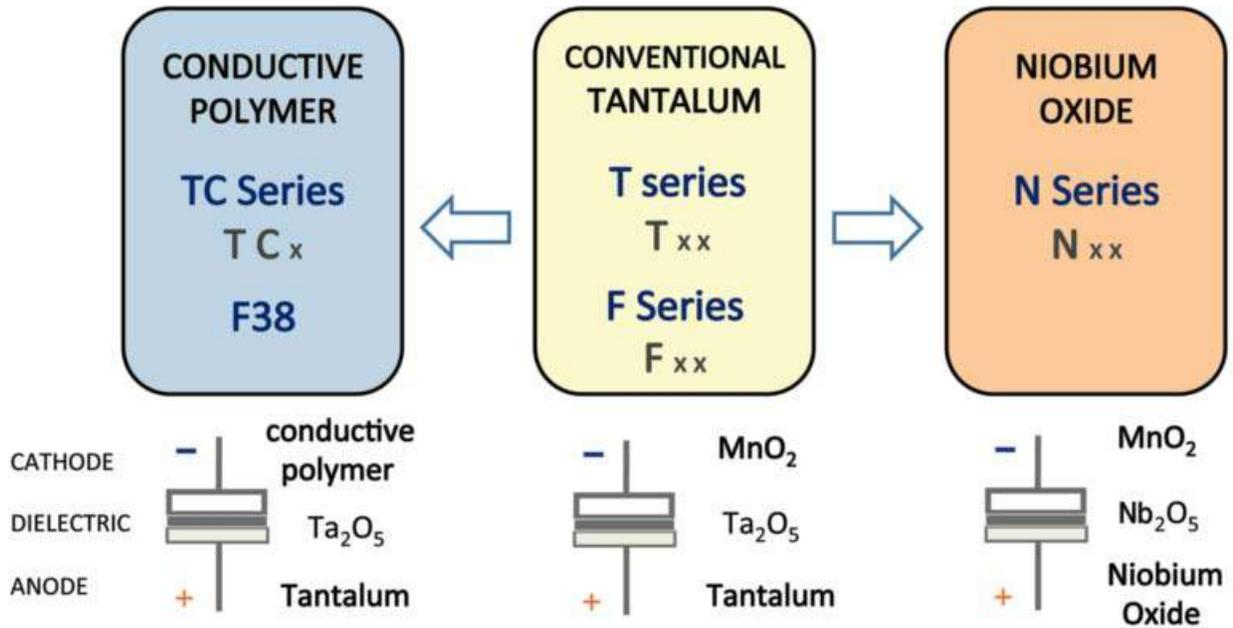 CONDUCTIVE
POLYMER
TC Series
T C x
F38
CONVENTIONAL
TANTALUM
T series
T x x
F Series
F x x
NIOBIUM
OXIDE
N Series
N x x
CATHODE
DIELECTRIC
ANODE
–
conductive
polymer
Ta₂O₅
+ Tantalum
–
MnO₂
Ta₂O₅
+ Tantalum
–
MnO₂
Nb₂O₅
+ Niobium
Oxide